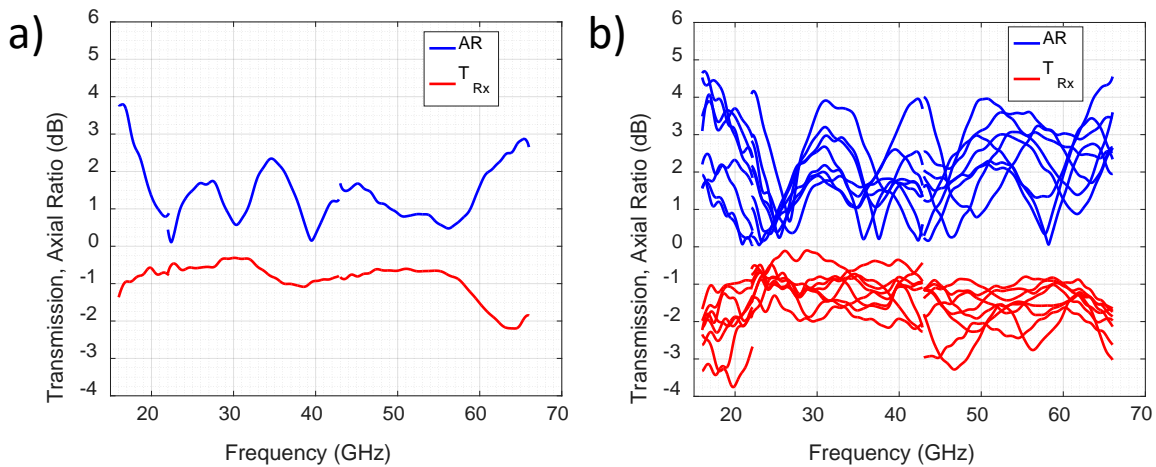 a)
Transmission, Axial Ratio (dB)
6
5
4
3
2
1
0
-1
-2
-3
-4
AR
T
Rx
20
30
40
50
60
70
Frequency (GHz)
b)
Transmission, Axial Ratio (dB)
6
5
4
3
2
1
0
-1
-2
-3
-4
AR
T
Rx
20
30
40
50
60
70
Frequency (GHz)